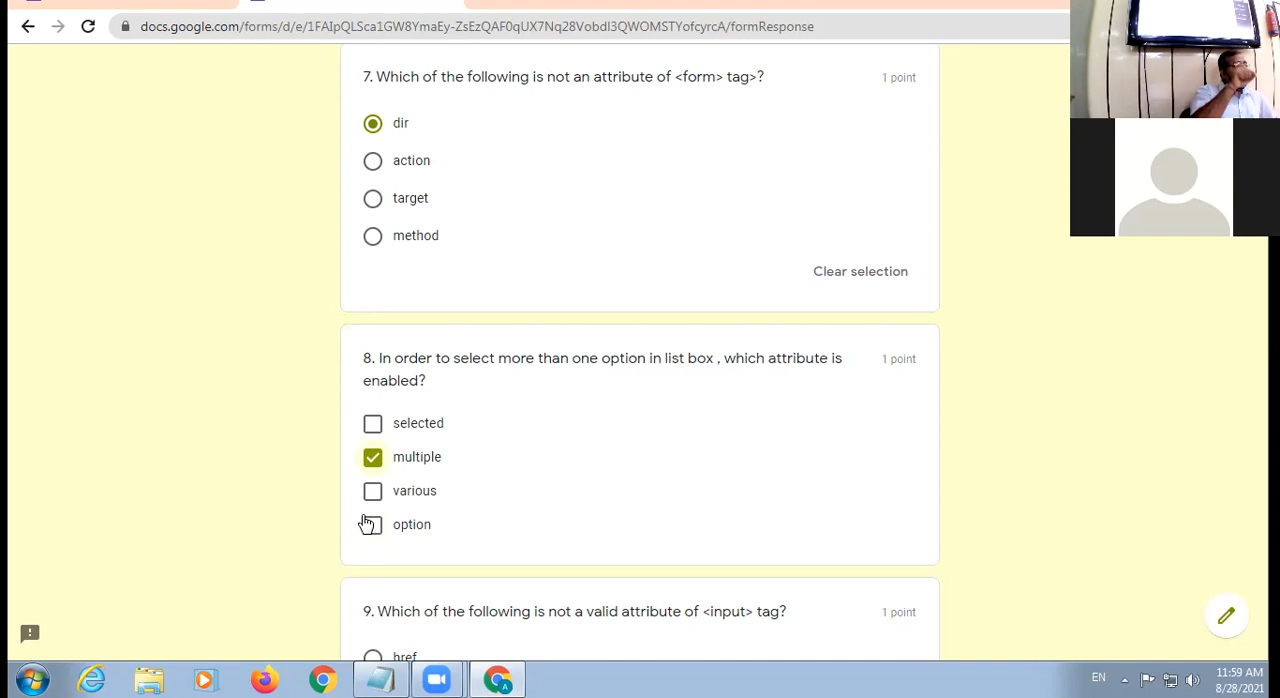 docs.google.com/forms/d/e/1FAIpQLSca1GW8YmaEy-ZsEzQAF0qUX7Nq28Vobdl3QWOMSTYofcyrcA/formResponse
7. Which of the following is not an attribute of <form> tag>?
1 point
dir
action
target
method
Clear selection
8. In order to select more than one option in list box , which attribute is
enabled?
1 point
selected
multiple
various
option
9. Which of the following is not a valid attribute of <input> tag?
1 point
href
EN
11:59 AM
8/28/2021